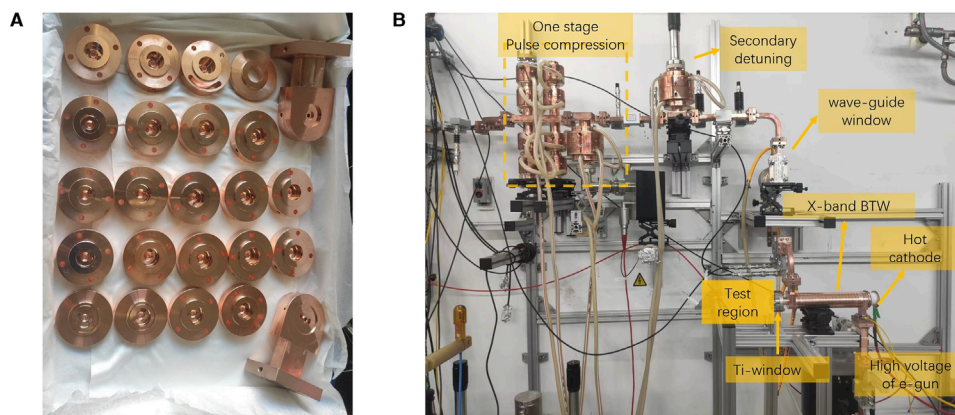 A
B
One stage
Pulse compression
Secondary
detuning
wave-guide
window
X-band BTW
Hot
cathode
Test
region
Ti-window
High voltage
of e-gun